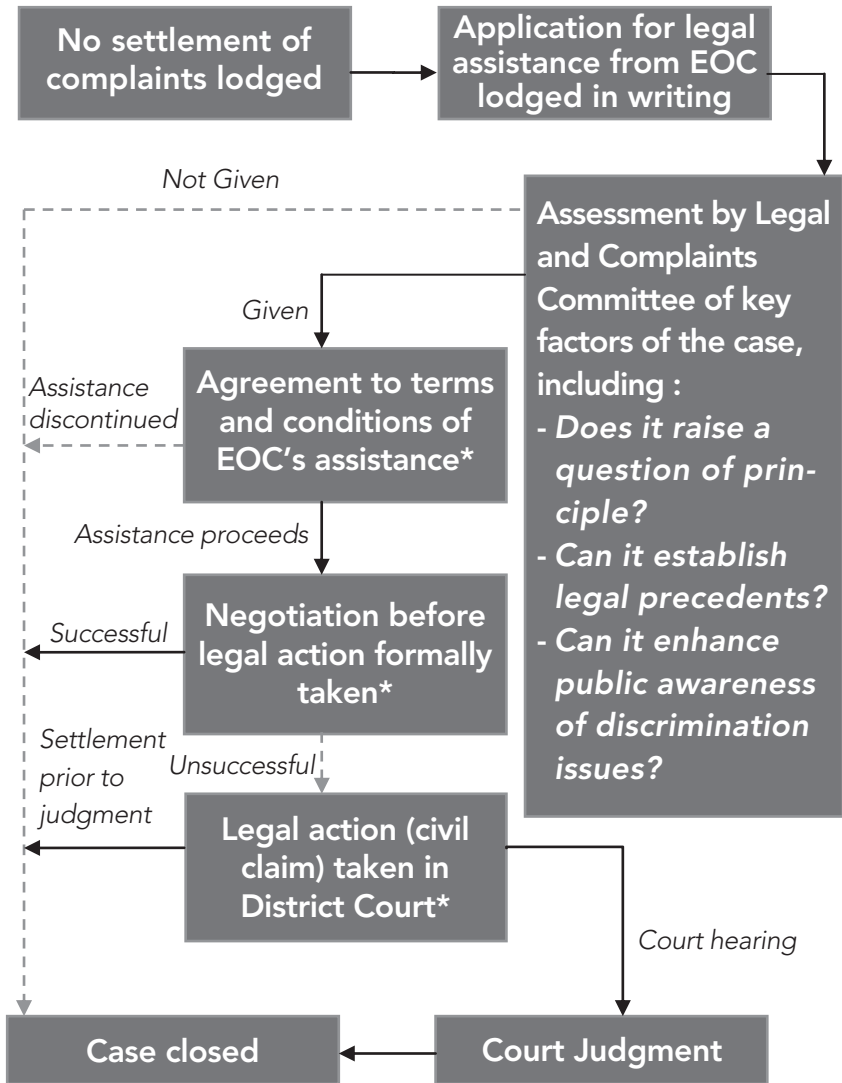 No settlement of
complaints lodged
Application for legal
assistance from EOC
lodged in writing
Not Given
Assessment by Legal
and Complaints
Committee of key
factors of the case,
including :
- Does it raise a
question of prin-
ciple?
- Can it establish
legal precedents?
- Can it enhance
public awareness
of discrimination
issues?
Given
Agreement to terms
and conditions of
EOC's assistance*
Assistance
discontinued
Assistance proceeds
Negotiation before
legal action formally
taken*
Successful
Unsuccessful
Settlement
prior to
judgment
Legal action (civil
claim) taken in
District Court*
Court hearing
Case closed
Court Judgment